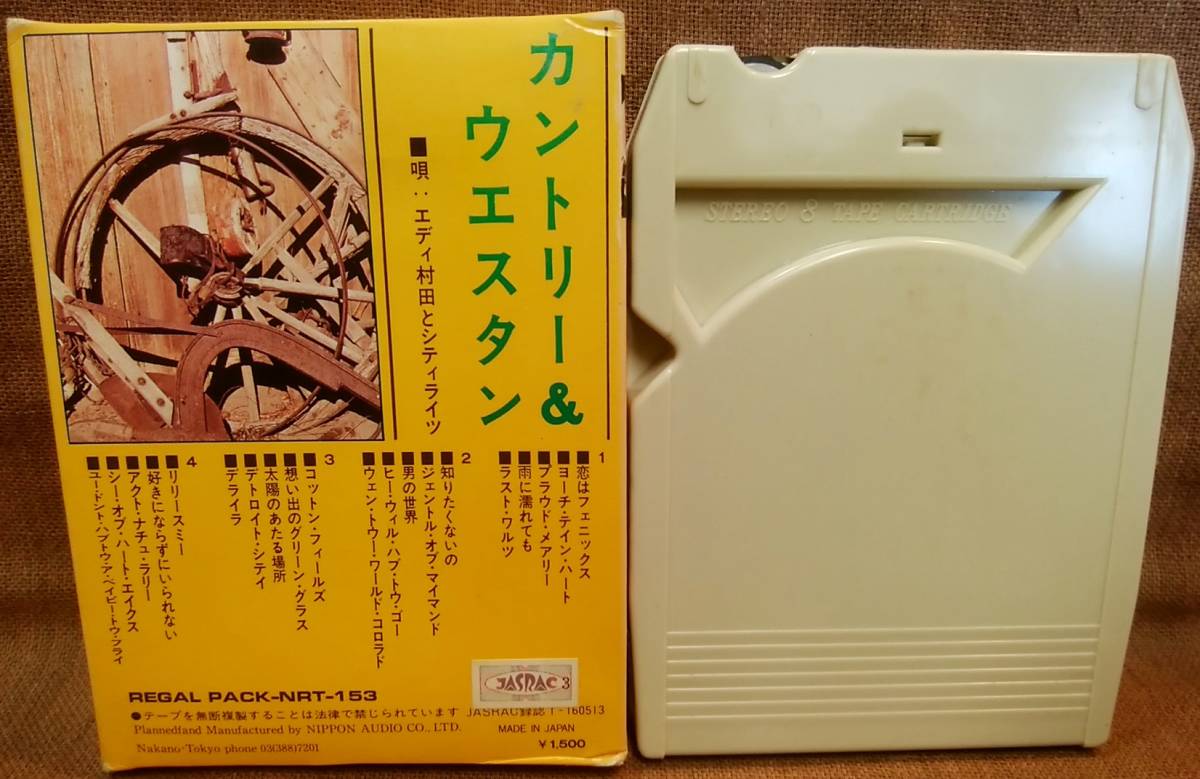 カントリー&
ウエスタン
■唄：エディ村田とシティライツ
1
■恋はフェニックス
■ヨーチ・テイン・ハート
■プラウド・メアリー
■雨に濡れても
■ラスト・ワルツ
2
■知りたくないの
■ジェントル・オブ・マイマンド
■男の世界
■ヒー・ウィル・ハブ・トウ・ゴー
■ウェン・トウー・ワールド・コロラド
3
■コットン・フィールズ
■想い出のグリーン・グラス
■太陽のあたる場所
■デトロイト・シティ
■デライラ
4
■リリースミー
■好きにならずにいられない
■アクト・ナチュ・ラリー
■シー・オブ・ハート・エイクス
■ユー・ドント・ハブトウ・ア・ベイビー・トウ・フライ
JASRAC 3
REGAL PACK-NRT-153
●テープを無断複製することは法律で禁じられています JASRAC録認T-160513
Plannedfand Manufactured by NIPPON AUDIO CO., LTD. MADE IN JAPAN
Nakano-Tokyo phone 03(388)7201 ¥1,500
STEREO 8 TAPE CARTRIDGE